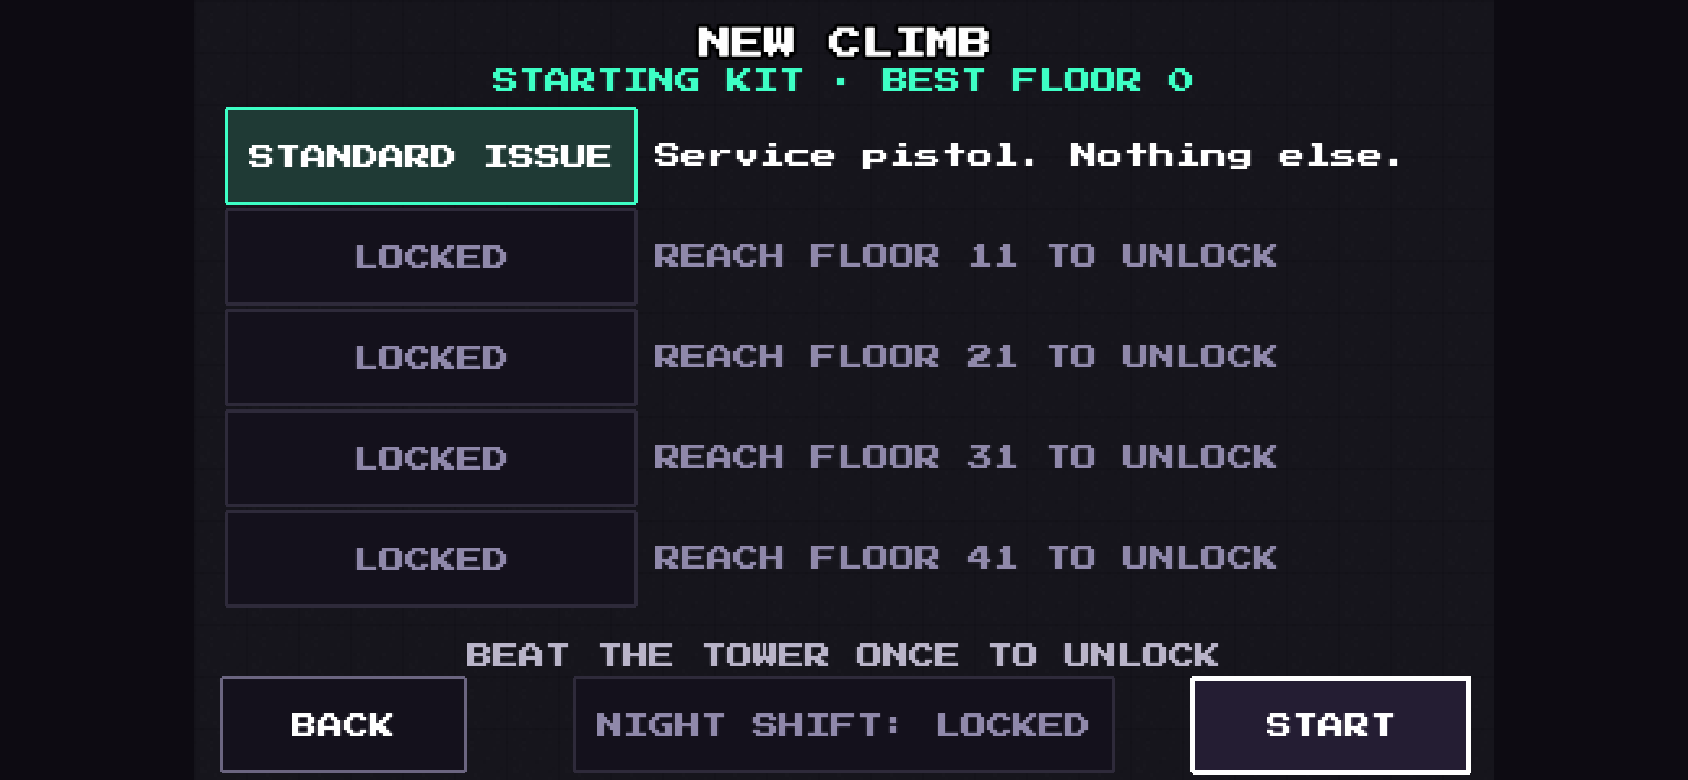 NEW CLIMB
STARTING KIT · BEST FLOOR 0
STANDARD ISSUE Service pistol. Nothing else.
LOCKED REACH FLOOR 11 TO UNLOCK
LOCKED REACH FLOOR 21 TO UNLOCK
LOCKED REACH FLOOR 31 TO UNLOCK
LOCKED REACH FLOOR 41 TO UNLOCK
BEAT THE TOWER ONCE TO UNLOCK
BACK NIGHT SHIFT: LOCKED START